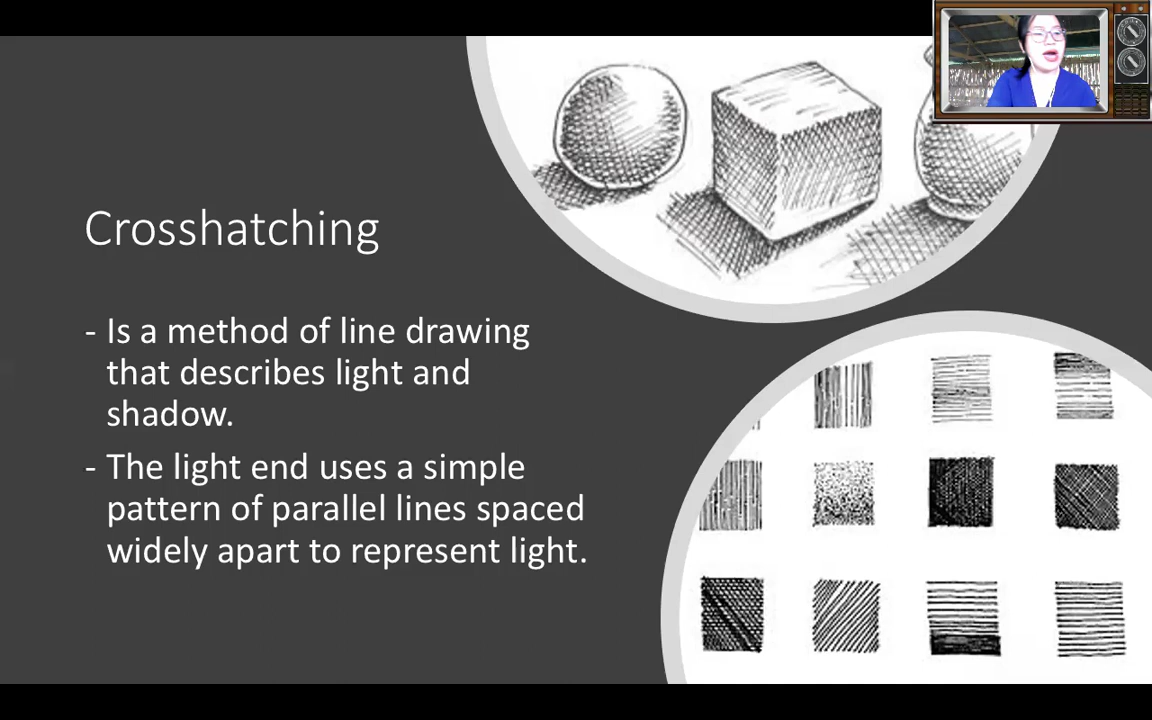 Crosshatching
- Is a method of line drawing
that describes light and
shadow.
- The light end uses a simple
pattern of parallel lines spaced
widely apart to represent light.